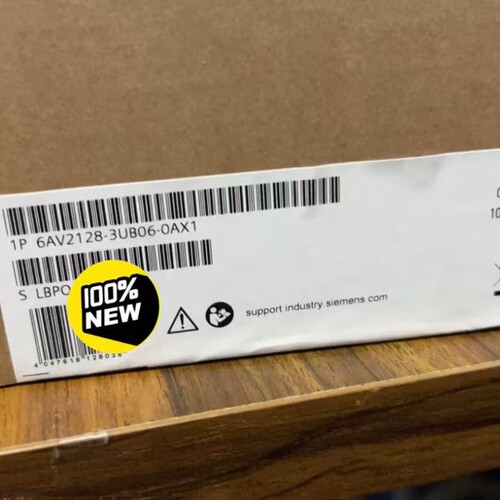 1P 6AV2128-3UB06-0AX1
S LBPO
100%
NEW
support.industry.siemens.com